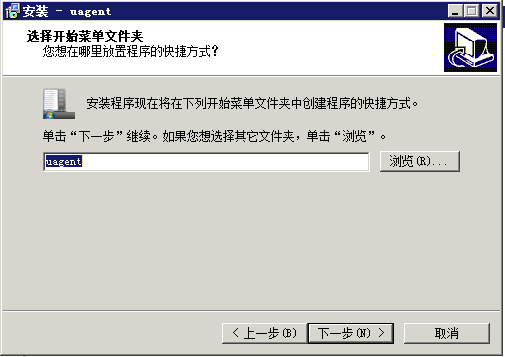 安装 - uagent
选择开始菜单文件夹
您想在哪里放置程序的快捷方式？
安装程序现在将在下列开始菜单文件夹中创建程序的快捷方式。
单击“下一步”继续。如果您想选择其它文件夹，单击“浏览”。
uagent
浏览(R)...
< 上一步(B)
下一步(N) >
取消